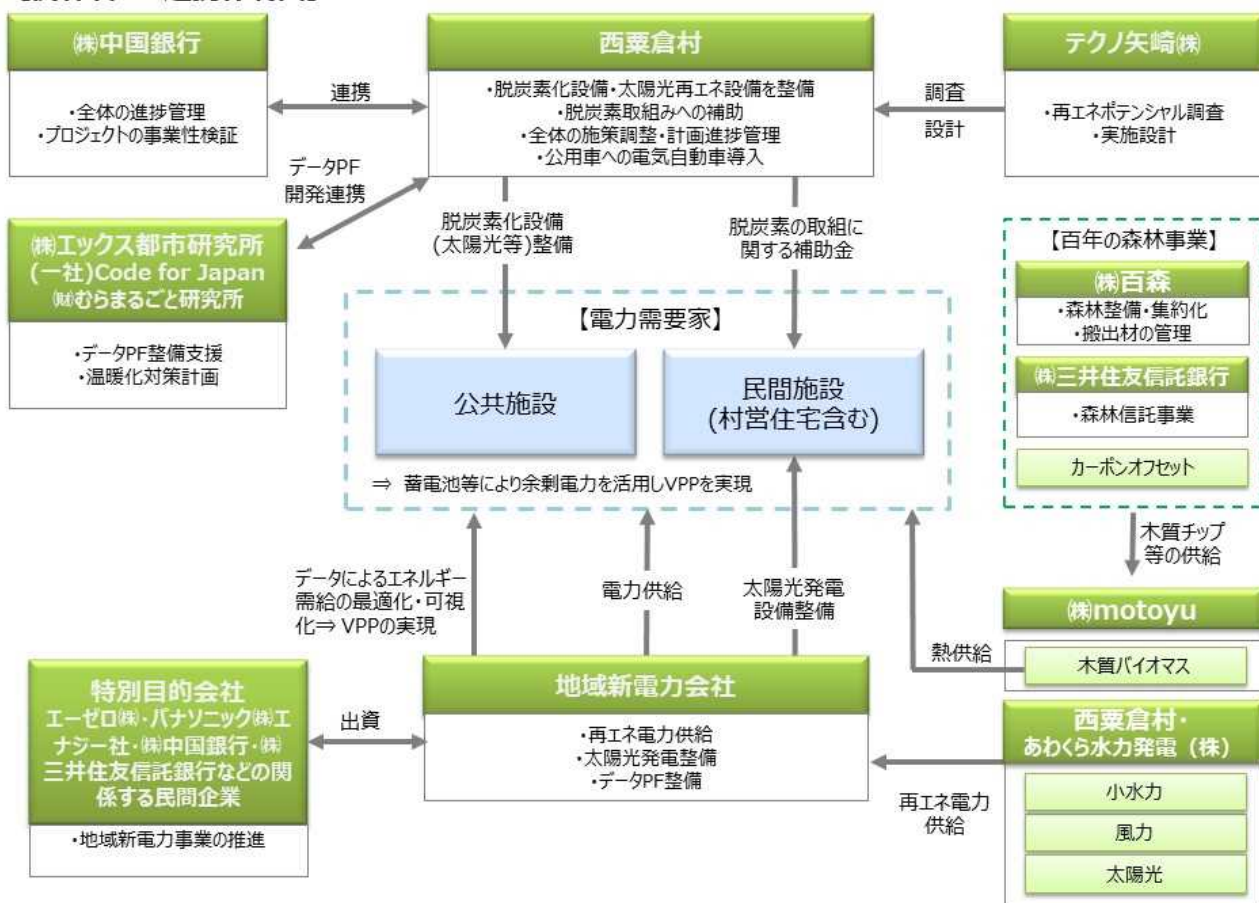 ㈱中国銀行
・全体の進捗管理
・プロジェクトの事業性検証
連携
西粟倉村
・脱炭素化設備・太陽光再エネ設備を整備
・脱炭素取組みへの補助
・全体の施策調整・計画進捗管理
・公用車への電気自動車導入
調査
設計
テクノ矢崎㈱
・再エネポテンシャル調査
・実施設計
データPF
開発連携
㈱エックス都市研究所
(一社)Code for Japan
㈶むらまるごと研究所
・データPF整備支援
・温暖化対策計画
脱炭素化設備
(太陽光等)整備
脱炭素の取組に
関する補助金
【電力需要家】
公共施設
民間施設
(村営住宅含む)
⇒ 蓄電池等により余剰電力を活用しVPPを実現
【百年の森林事業】
㈱百森
・森林整備・集約化
・搬出材の管理
㈱三井住友信託銀行
・森林信託事業
カーボンオフセット
木質チップ
等の供給
㈱motoyu
木質バイオマス
熱供給
データによるエネルギー
需給の最適化・可視
化⇒ VPPの実現
電力供給
太陽光発電
設備整備
特別目的会社
エーゼロ㈱・パナソニック㈱エ
ナジー社・㈱中国銀行・㈱
三井住友信託銀行などの関
係する民間企業
・地域新電力事業の推進
出資
地域新電力会社
・再エネ電力供給
・太陽光発電整備
・データPF整備
再エネ電力
供給
西粟倉村・
あわくら水力発電（株）
小水力
風力
太陽光